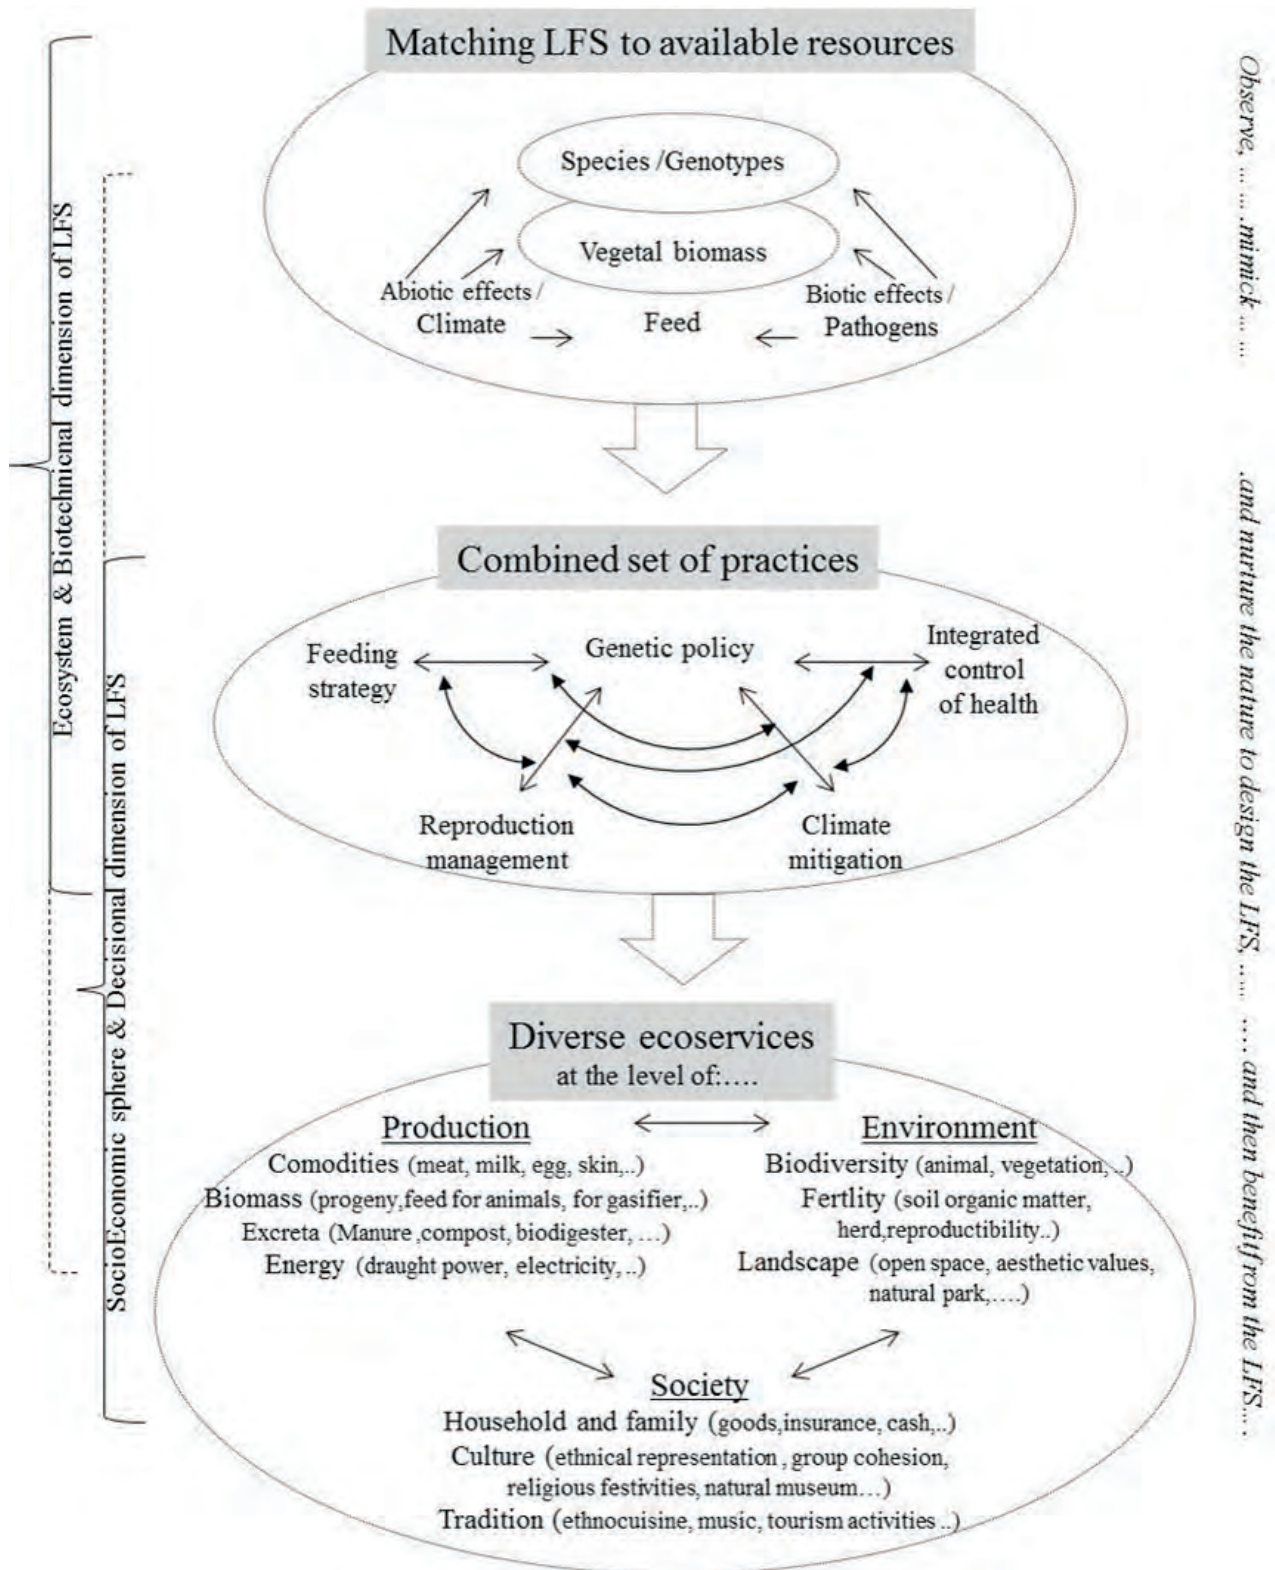 Matching LFS to available resources
Species /Genotypes
Vegetal biomass
Abiotic effects /
Climate
Feed
Biotic effects /
Pathogens
Combined set of practices
Feeding
strategy
Genetic policy
Integrated
control
of health
Reproduction
management
Climate
mitigation
Diverse ecoservices
at the level of:....
Production
Comodities (meat, milk, egg, skin,..)
Biomass (progeny,feed for animals, for gasifier,..)
Excreta (Manure ,compost, biodigester, …)
Energy (draught power, electricity, ..)
Environment
Biodiversity (animal, vegetation, ..)
Fertlity (soil organic matter,
herd,reproductibility..)
Landscape (open space, aesthetic values,
natural park,….)
Society
Household and family (goods,insurance, cash,..)
Culture (ethnical representation , group cohesion,
religious festivities, natural museum…)
Tradition (ethnocuisine, music, tourism activities ..)
Ecosystem & Biotechnicnal dimension of LFS
SocioEconomic sphere & Decisional dimension of LFS
Observe, ... ... .mimick ... ...
.and nurture the nature to design the LFS, ... ... ..... and then benefit from the LFS... .